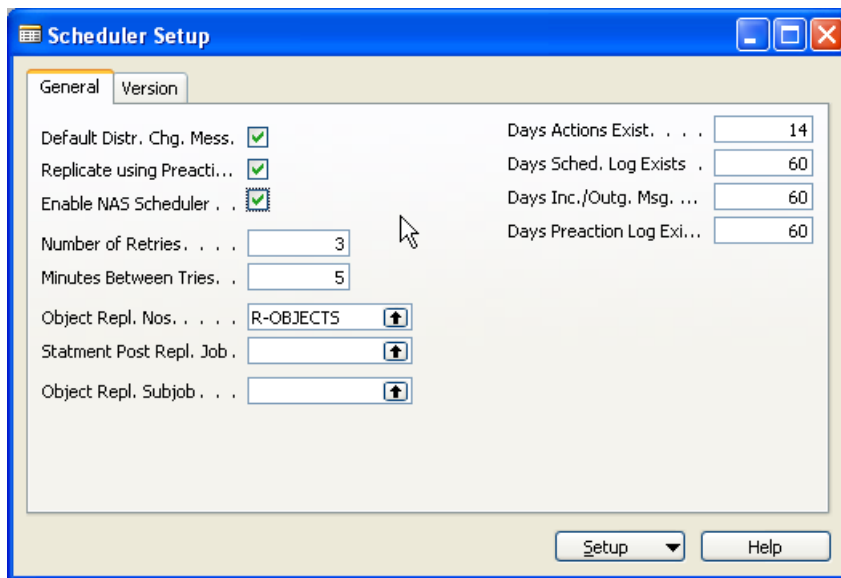 Scheduler Setup
General
Version
Default Distr. Chg. Mess.
Replicate using Preacti...
Enable NAS Scheduler . .
Number of Retries. . . . 3
Minutes Between Tries. . 5
Object Repl. Nos. . . . . R-OBJECTS
Statment Post Repl. Job .
Object Repl. Subjob . . .
Days Actions Exist. . . . 14
Days Sched. Log Exists . 60
Days Inc./Outg. Msg. ... 60
Days Preaction Log Exi... 60
Setup
Help